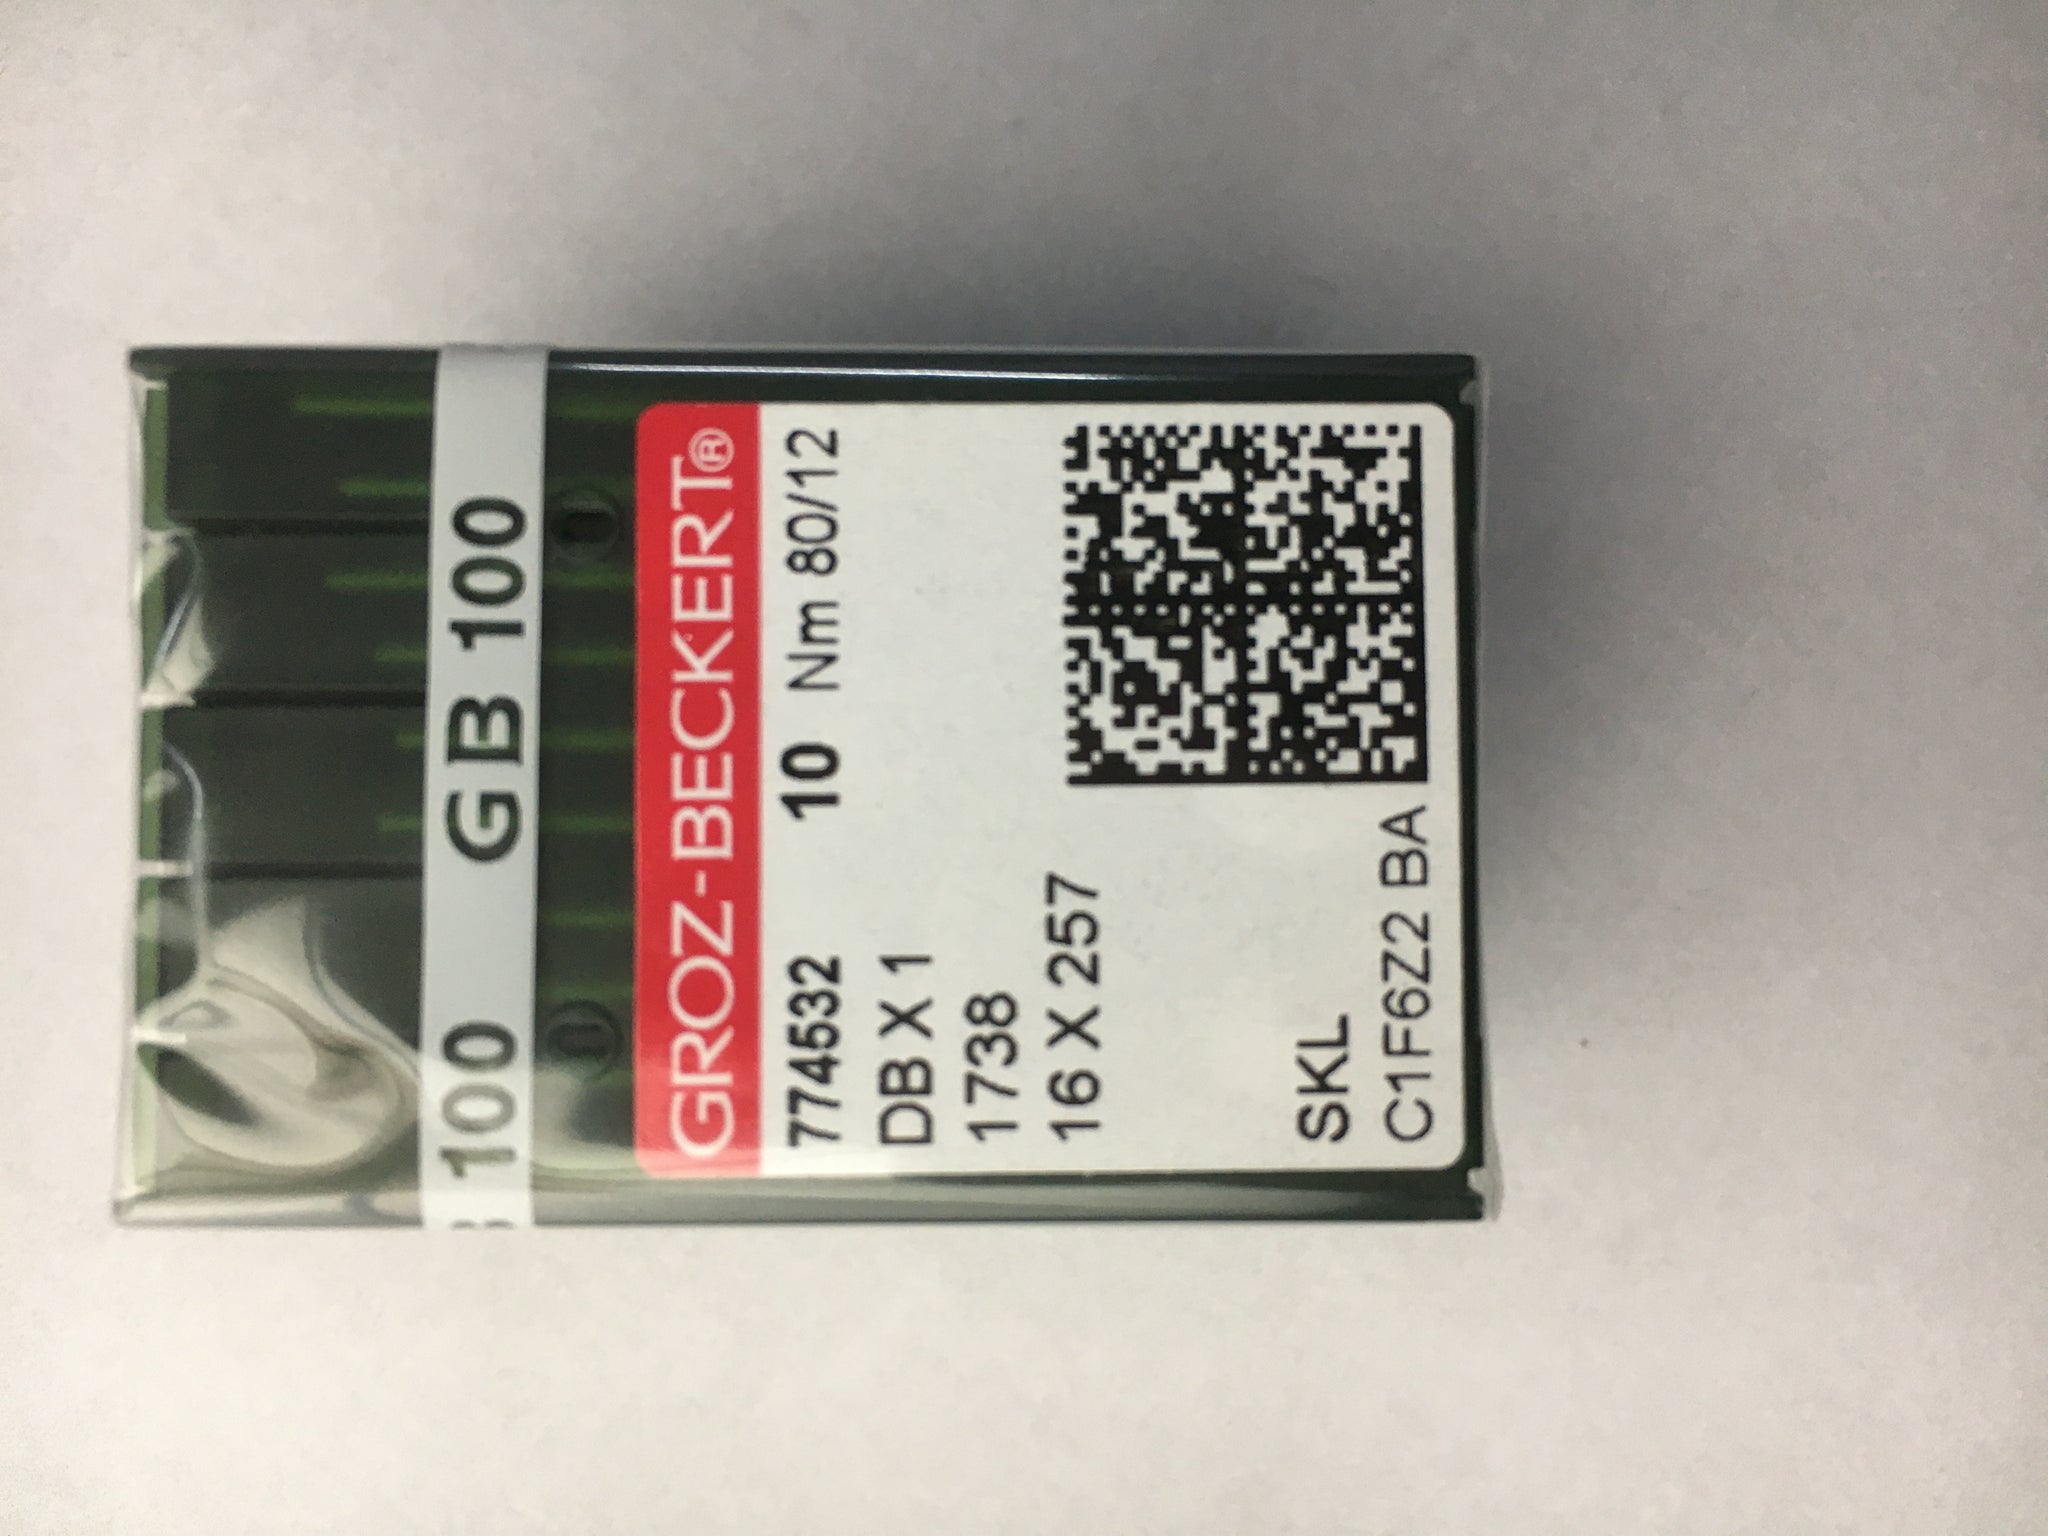 100 GB 100
GROZ-BECKERT®
774532 10 Nm 80/12
DB X 1
1738
16 X 257
SKL
C1F6Z2 BA